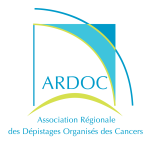 ARDOC
Association Régionale
des Dépistages Organisés des Cancers